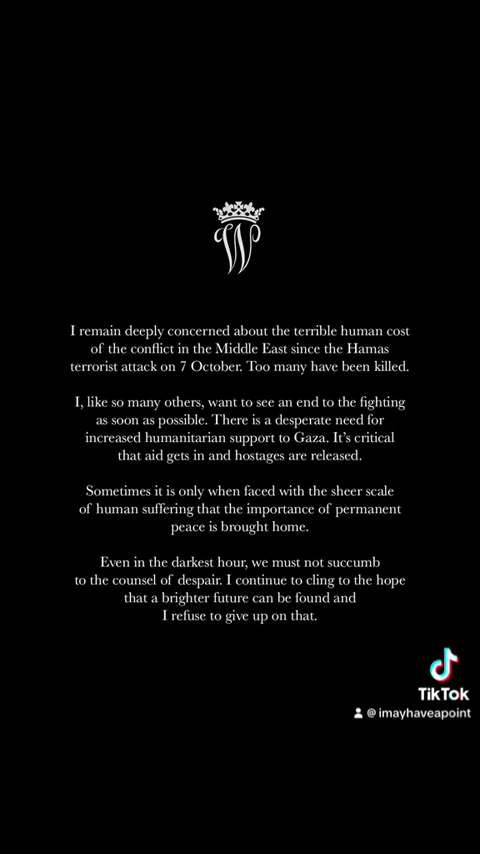 W
I remain deeply concerned about the terrible human cost
of the conflict in the Middle East since the Hamas
terrorist attack on 7 October. Too many have been killed.
I, like so many others, want to see an end to the fighting
as soon as possible. There is a desperate need for
increased humanitarian support to Gaza. It's critical
that aid gets in and hostages are released.
Sometimes it is only when faced with the sheer scale
of human suffering that the importance of permanent
peace is brought home.
Even in the darkest hour, we must not succumb
to the counsel of despair. I continue to cling to the hope
that a brighter future can be found and
I refuse to give up on that.
TikTok
@imayhaveapoint